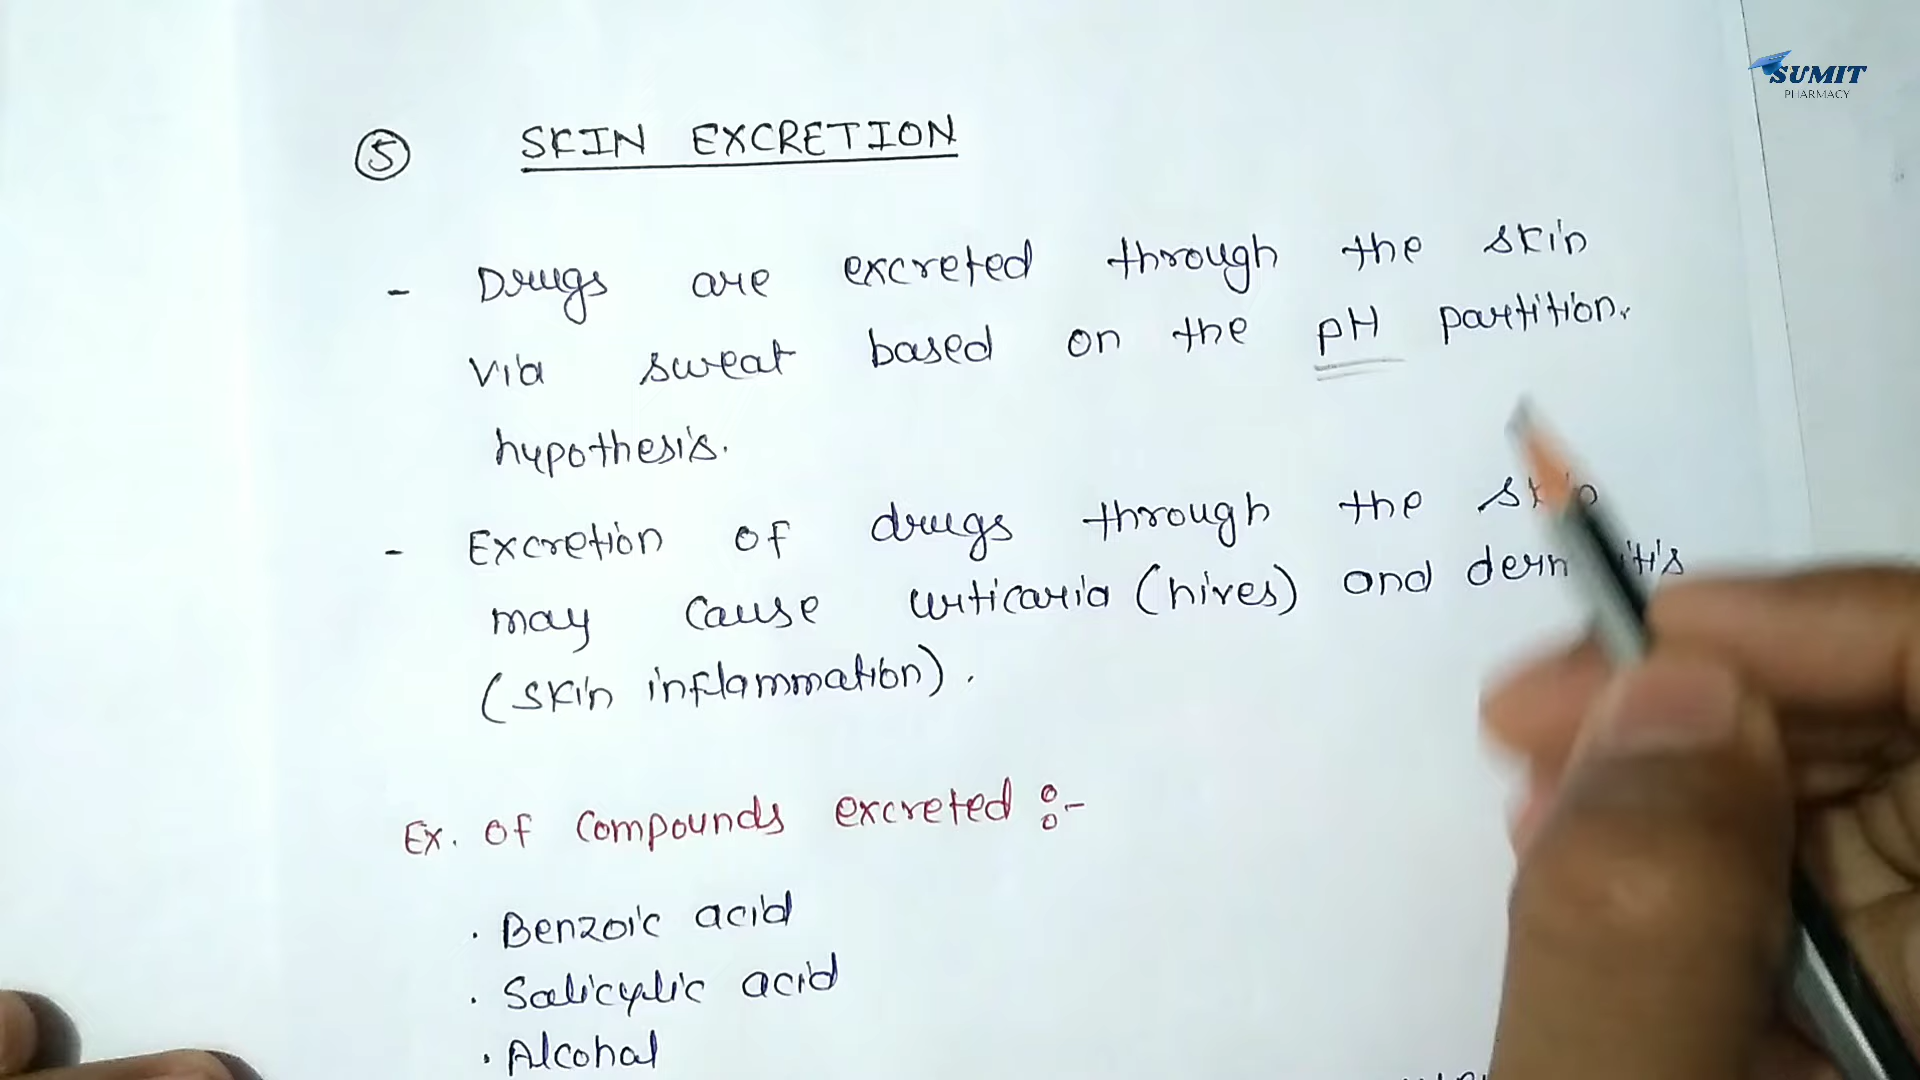 SUMIT
PHARMACY
5 SKIN EXCRETION
- Drugs are excreted through the skin
via sweat based on the pH partition.
hypothesis.
- Excretion of drugs through the skin
may cause urticaria (hives) and
(skin inflammation).
Ex. of compounds excreted :-
· Benzoic acid
· Salicylic acid
· Alcohal